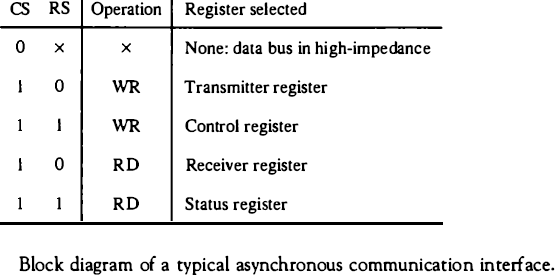 CS RS Operation Register selected
0 × × None: data bus in high-impedance
1 0 WR Transmitter register
1 1 WR Control register
1 0 RD Receiver register
1 1 RD Status register
Block diagram of a typical asynchronous communication interface.